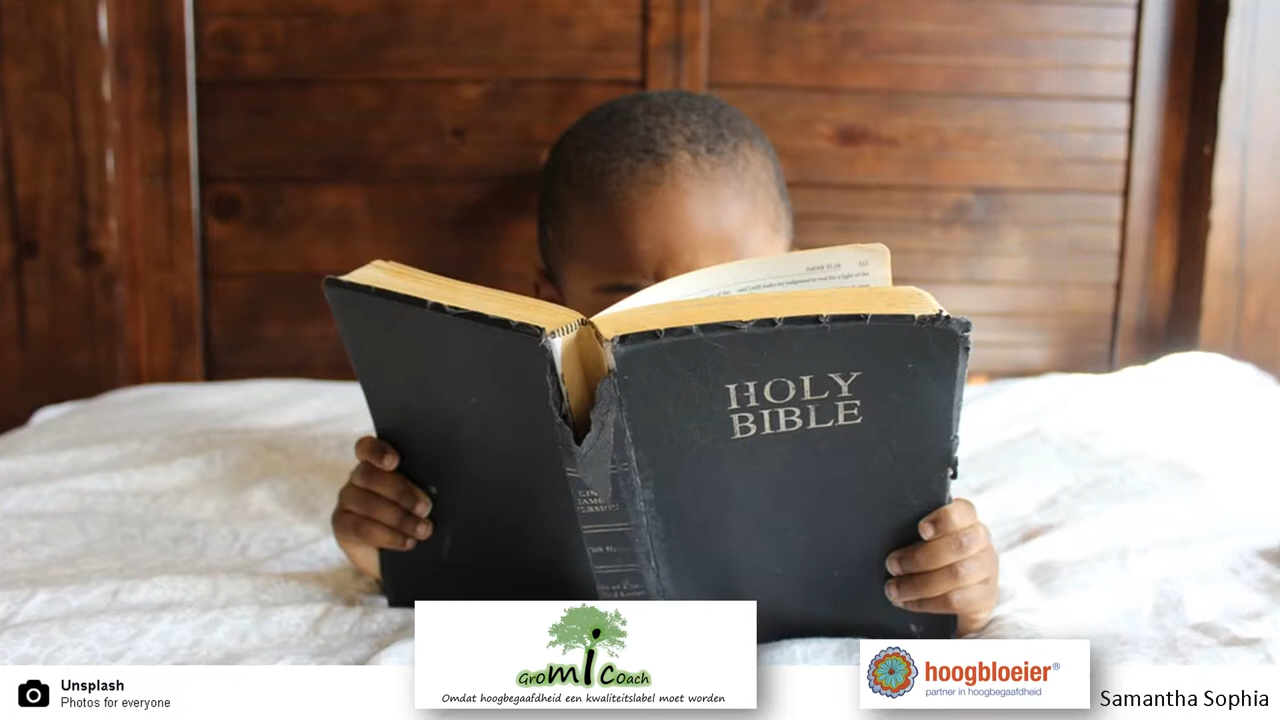 HOLY
BIBLE
Unsplash
Photos for everyone
GroMiCoach
Omdat hoogbegaafdheid een kwaliteitslabel moet worden
hoogbloeier®
partner in hoogbegaafdheid
Samantha Sophia